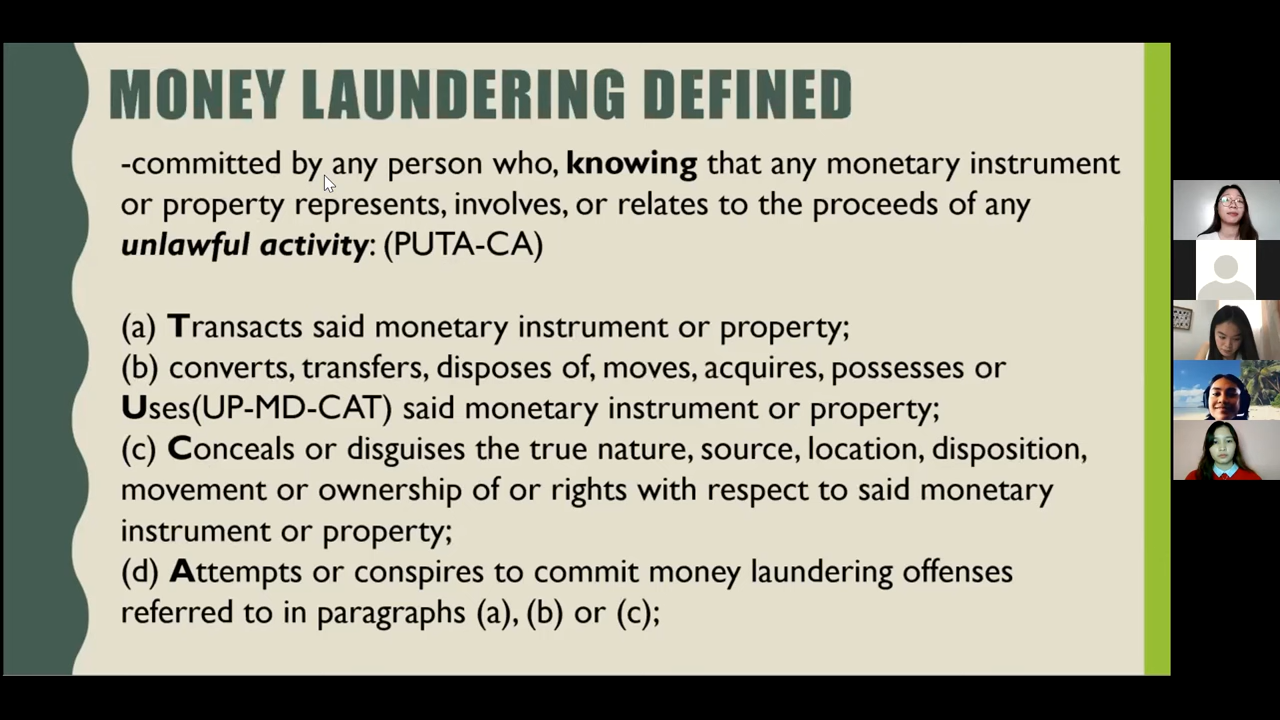 MONEY LAUNDERING DEFINED
-committed by any person who, knowing that any monetary instrument
or property represents, involves, or relates to the proceeds of any
unlawful activity: (PUTA-CA)
(a) Transacts said monetary instrument or property;
(b) converts, transfers, disposes of, moves, acquires, possesses or
Uses(UP-MD-CAT) said monetary instrument or property;
(c) Conceals or disguises the true nature, source, location, disposition,
movement or ownership of or rights with respect to said monetary
instrument or property;
(d) Attempts or conspires to commit money laundering offenses
referred to in paragraphs (a), (b) or (c);